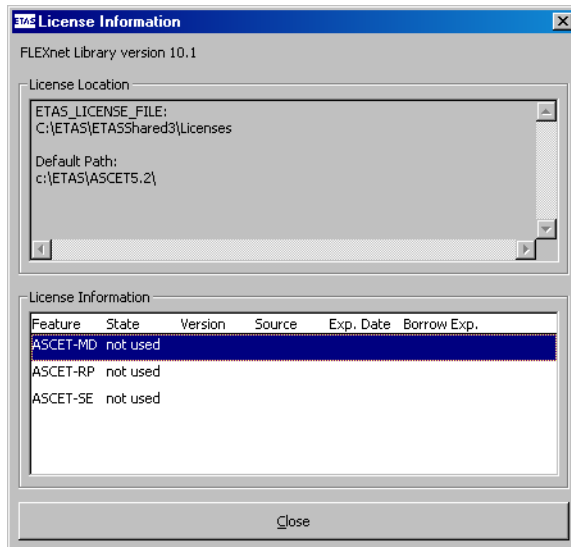 ETAS License Information
FLEXnet Library version 10.1
License Location
ETAS_LICENSE_FILE:
C:\ETAS\ETASShared3\Licenses
Default Path:
c:\ETAS\ASCET5.2\
License Information
Feature State Version Source Exp. Date Borrow Exp.
ASCET-MD not used
ASCET-RP not used
ASCET-SE not used
Close